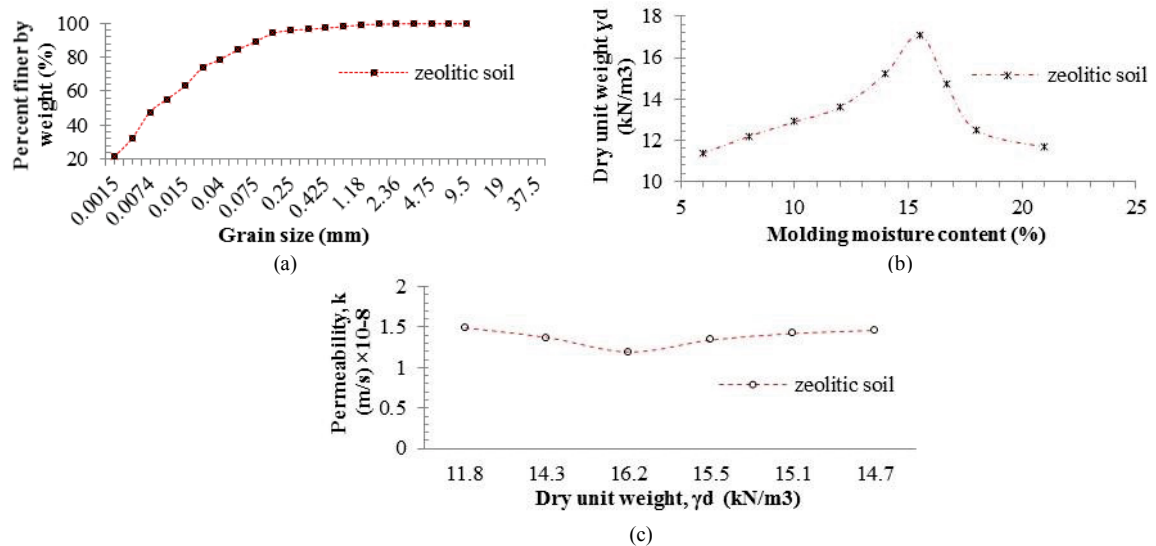 Percent finer by
weight (%)
100
80
60
40
20
zeolitic soil
0.0015
0.0074
0.015
0.04
0.075
0.25
0.425
1.18
2.36
4.75
9.5
19
37.5
Grain size (mm)
(a)
Dry unit weight γd
(kN/m3)
18
16
14
12
10
zeolitic soil
5
10
15
20
25
Molding moisture content (%)
(b)
Permeability, k
(m/s) ×10-8
2
1.5
1
0.5
0
zeolitic soil
11.8
14.3
16.2
15.5
15.1
14.7
Dry unit weight, γd (kN/m3)
(c)